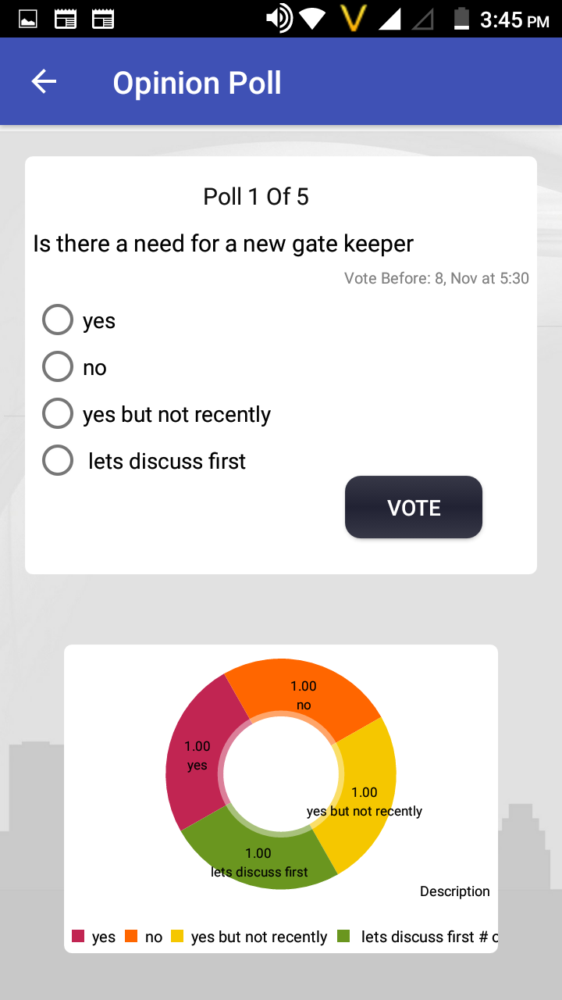 3:45 PM
Opinion Poll
Poll 1 Of 5
Is there a need for a new gate keeper
Vote Before: 8, Nov at 5:30
yes
no
yes but not recently
lets discuss first
VOTE
1.00
no
1.00
yes
1.00
yes but not recently
1.00
lets discuss first
Description
yes no yes but not recently lets discuss first #